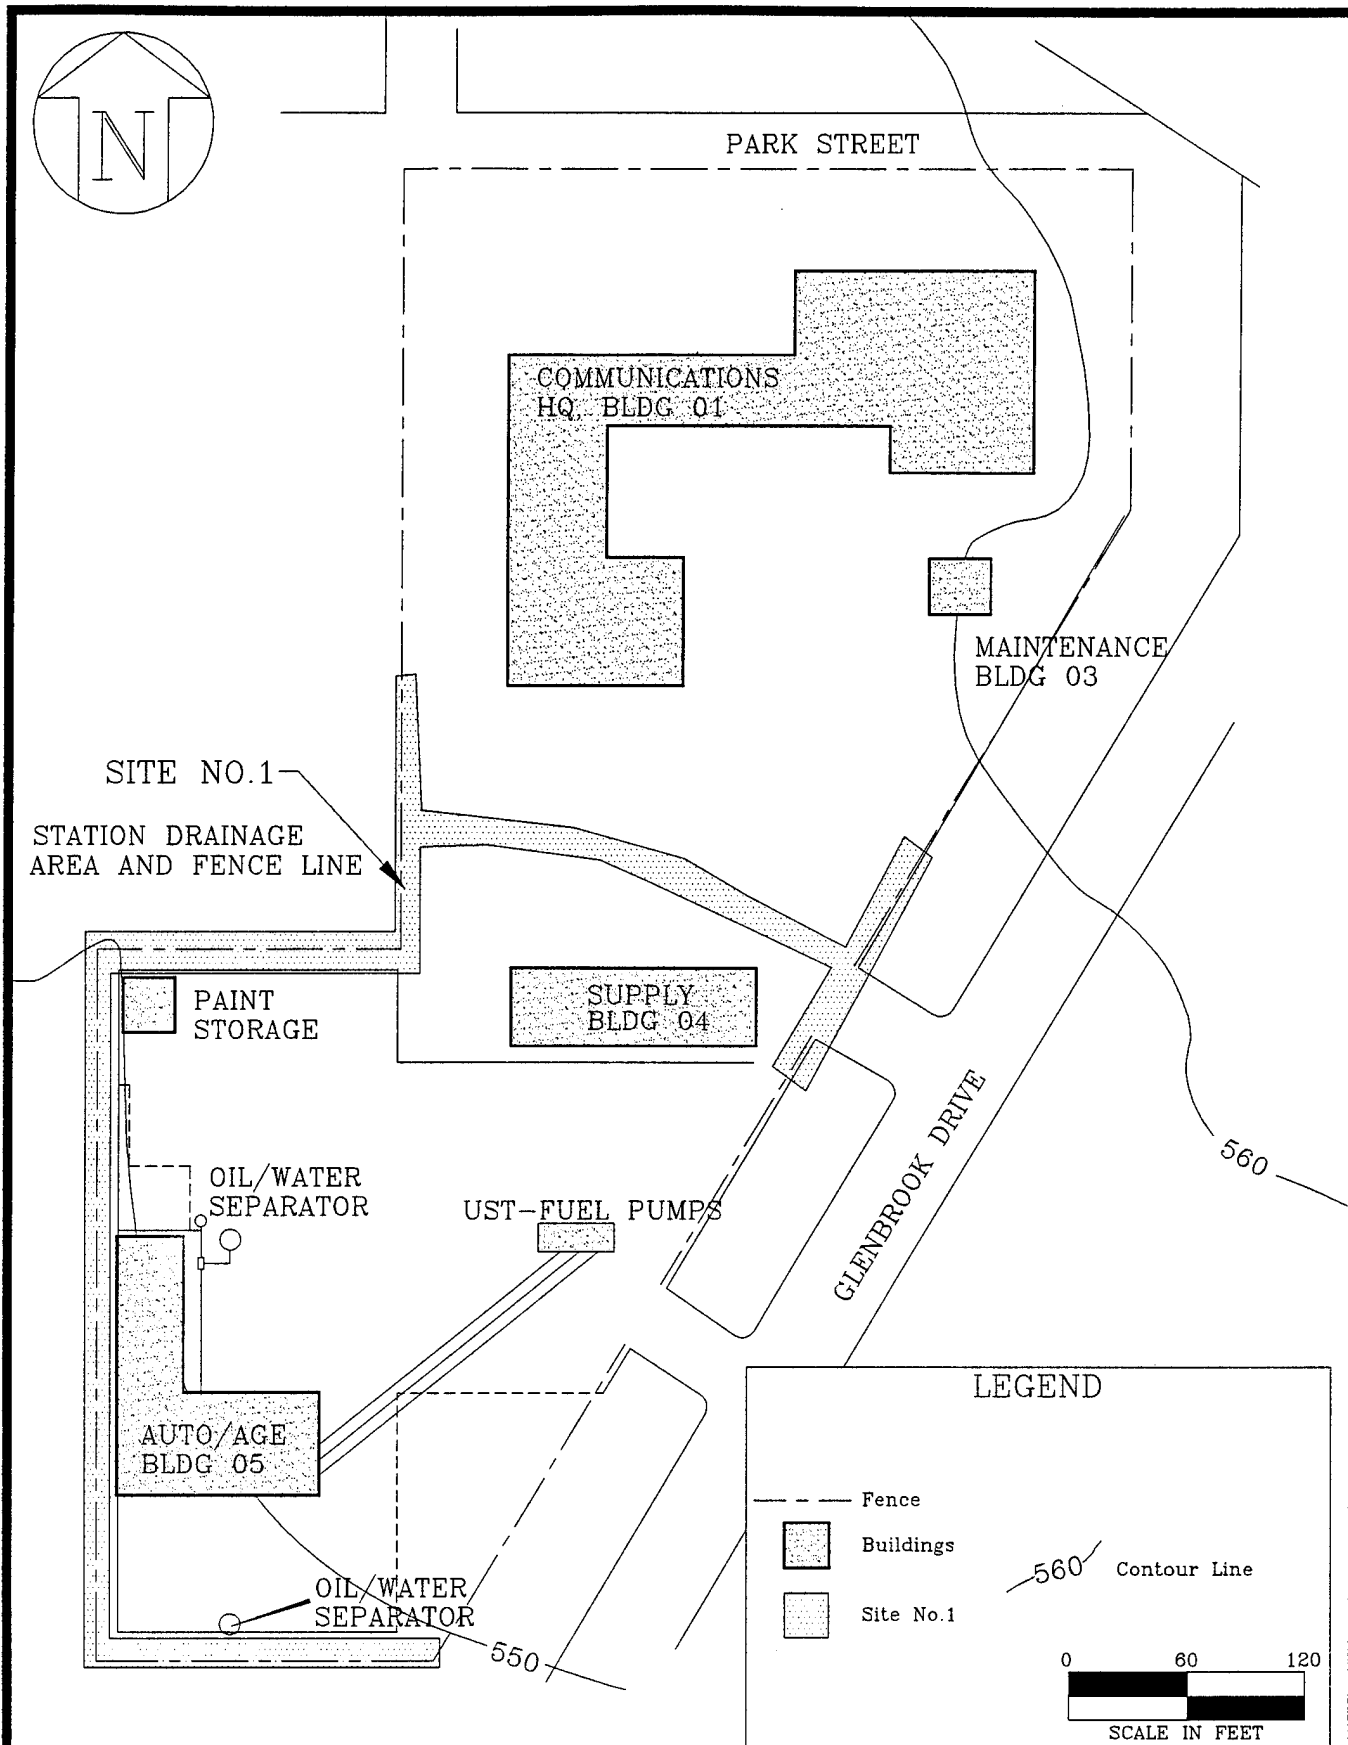 N
PARK STREET
COMMUNICATIONS
HQ, BLDG 01
MAINTENANCE
BLDG 03
SITE NO.1
STATION DRAINAGE
AREA AND FENCE LINE
PAINT
STORAGE
SUPPLY
BLDG 04
OIL/WATER
SEPARATOR
UST-FUEL PUMPS
GLENBROOK DRIVE
560
AUTO/AGE
BLDG 05
OIL/WATER
SEPARATOR
550
LEGEND
Fence
Buildings
560 Contour Line
Site No.1
0 60 120
SCALE IN FEET